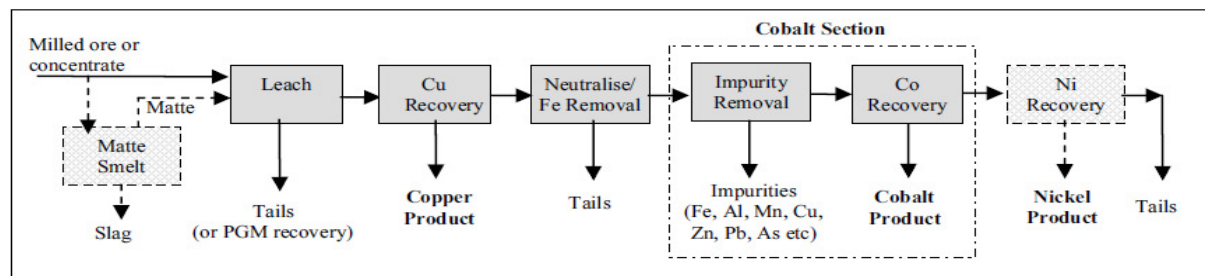 Cobalt Section
Milled ore or
concentrate
Matte
Matte
Smelt
Slag
Leach
Tails
(or PGM recovery)
Cu
Recovery
Copper
Product
Neutralise/
Fe Removal
Tails
Impurity
Removal
Impurities
(Fe, Al, Mn, Cu,
Zn, Pb, As etc)
Co
Recovery
Cobalt
Product
Ni
Recovery
Nickel
Product
Tails